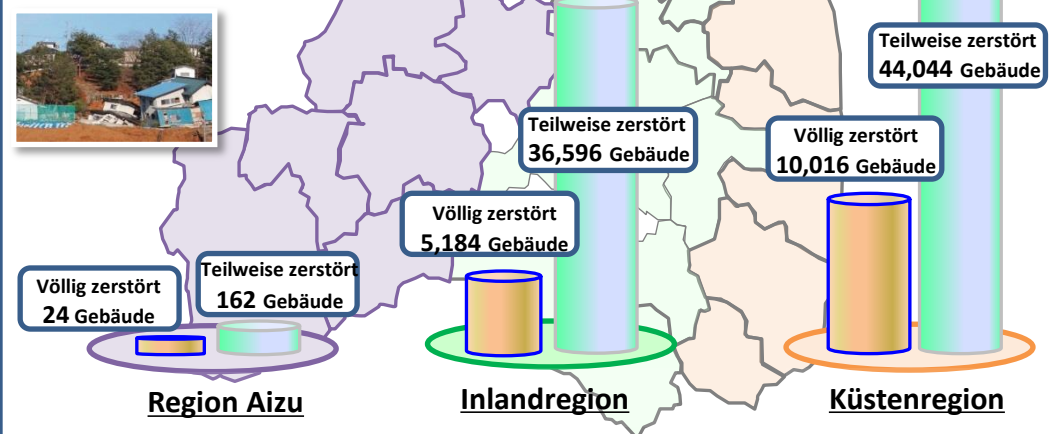 Teilweise zerstört
44,044 Gebäude
Teilweise zerstört
36,596 Gebäude
Völlig zerstört
10,016 Gebäude
Völlig zerstört
5,184 Gebäude
Völlig zerstört
24 Gebäude
Teilweise zerstört
162 Gebäude
Region Aizu
Inlandregion
Küstenregion